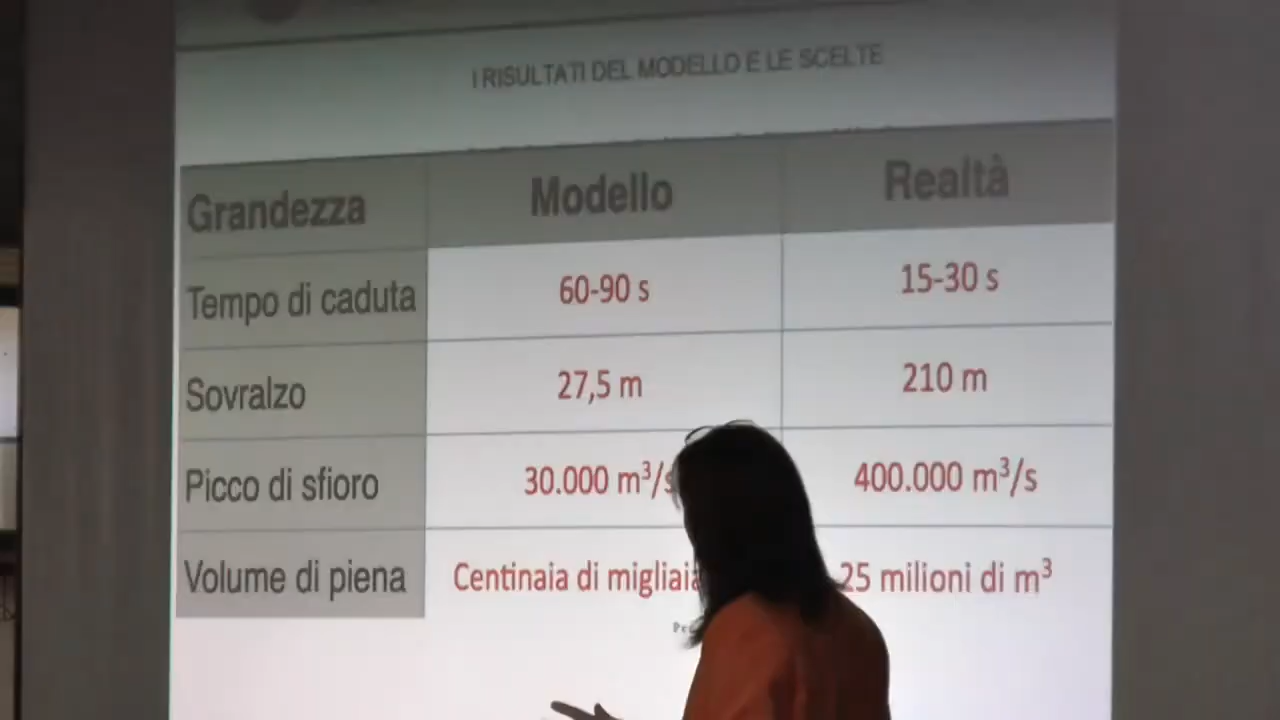 I RISULTATI DEL MODELLO E LE SCELTE
Grandezza Modello Realtà
Tempo di caduta 60-90 s 15-30 s
Sovralzo 27,5 m 210 m
Picco di sfioro 30.000 m³/s 400.000 m³/s
Volume di piena Centinaia di migliaia 25 milioni di m³